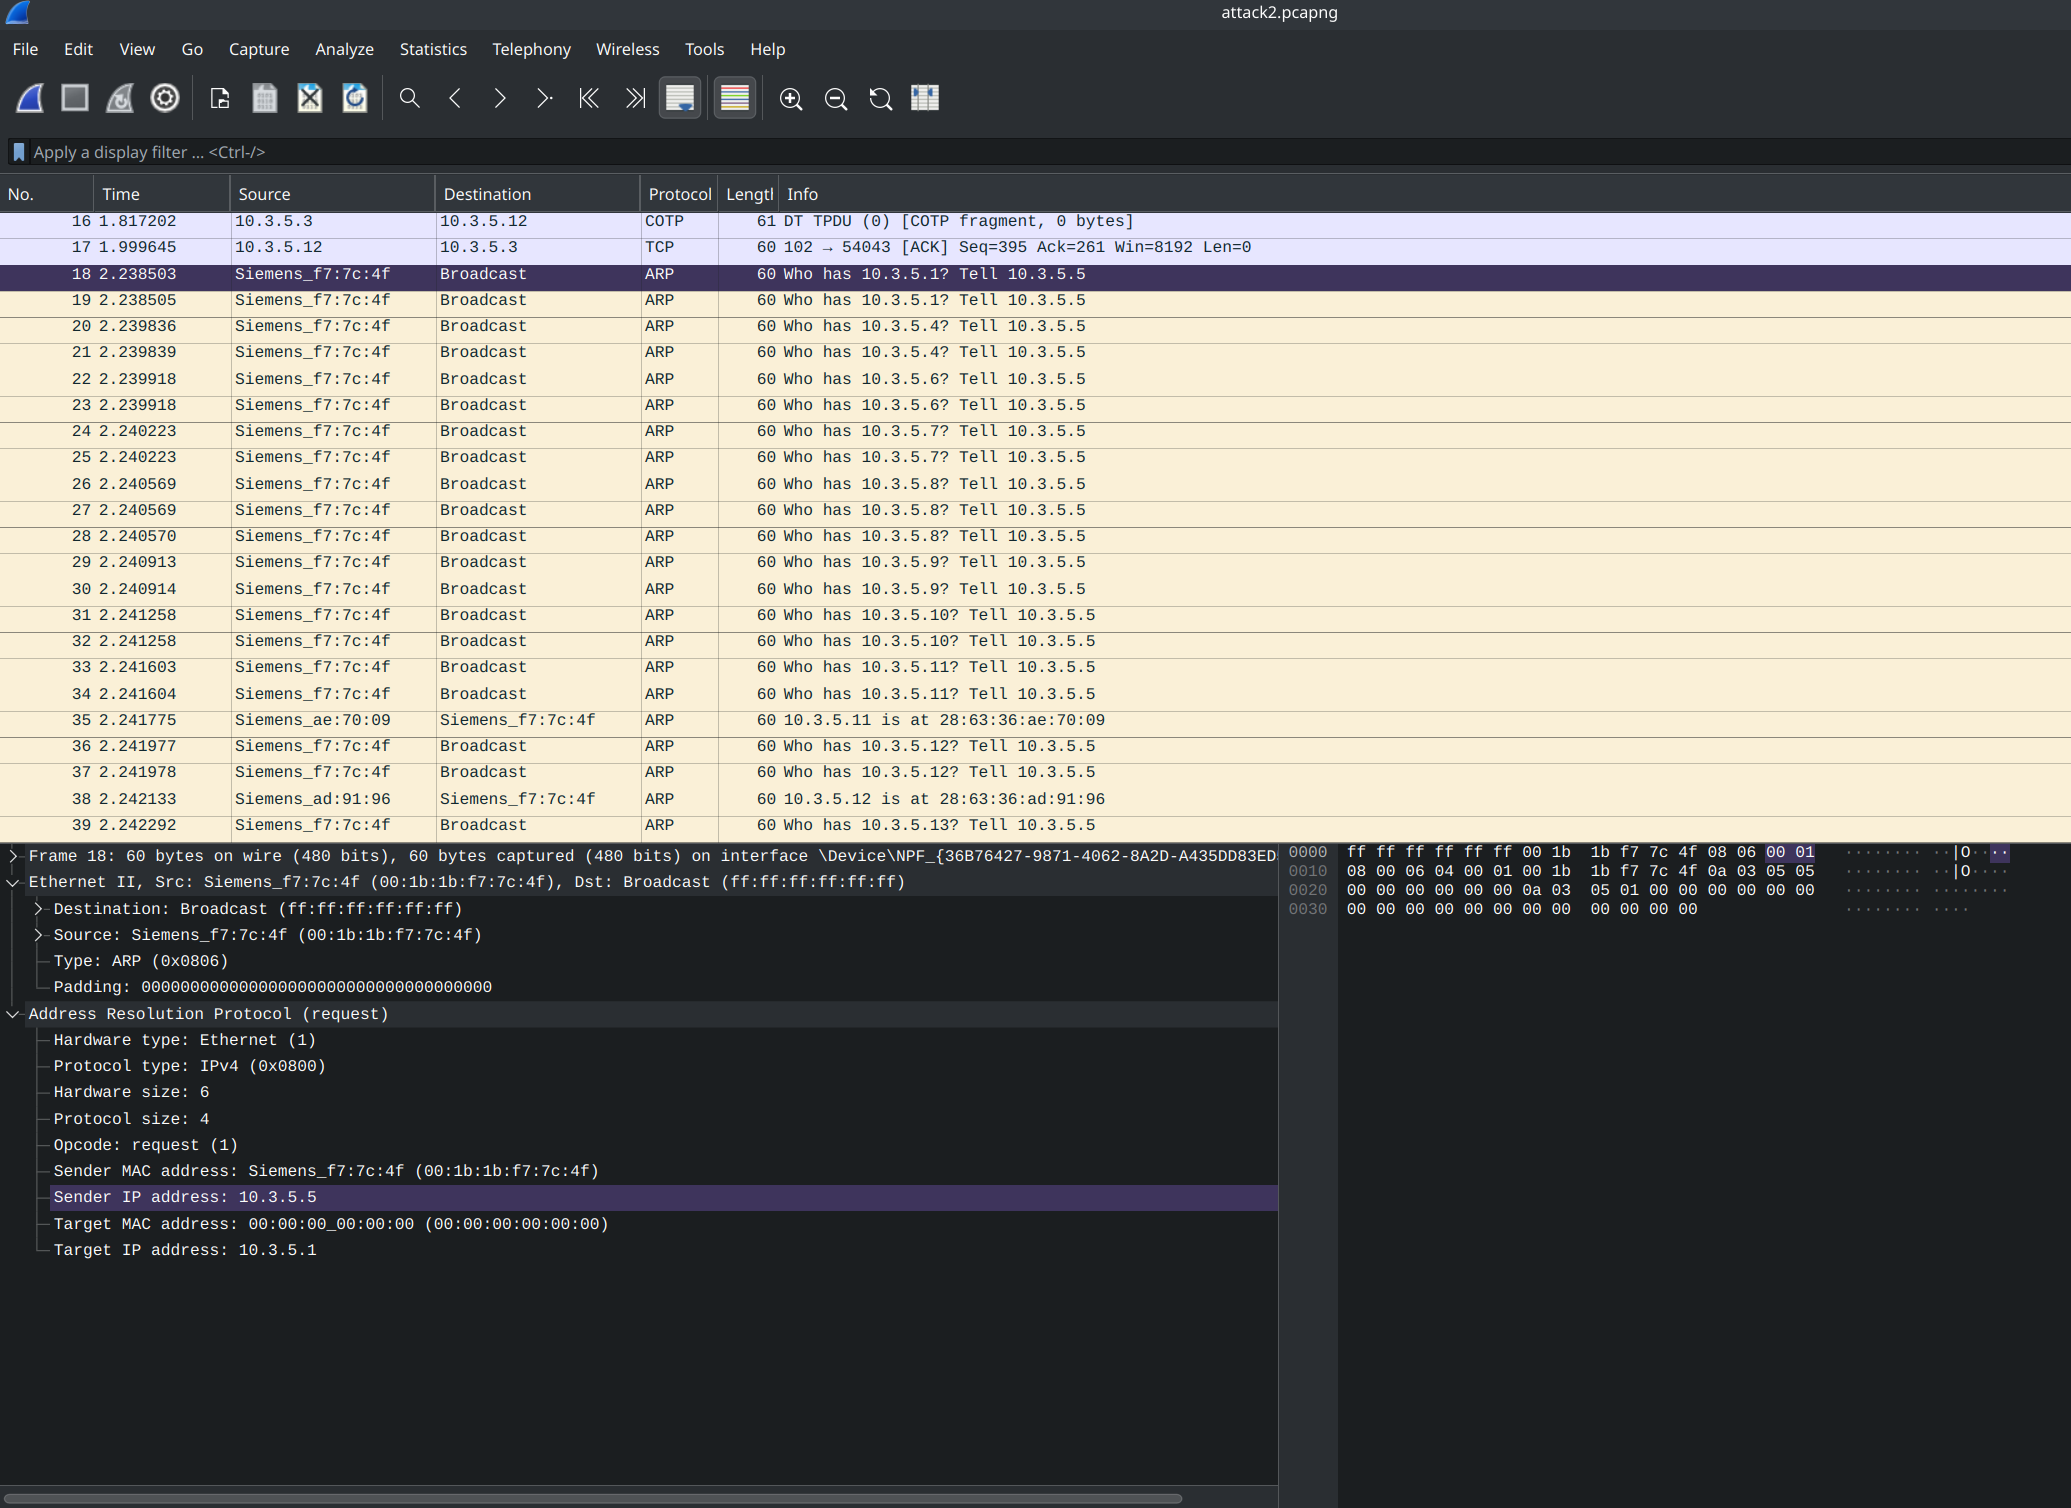 attack2.pcapng
File Edit View Go Capture Analyze Statistics Telephony Wireless Tools Help
Apply a display filter ... <Ctrl-/>
No. Time Source Destination Protocol Lengtl Info
16 1.817202 10.3.5.3 10.3.5.12 COTP 61 DT TPDU (0) [COTP fragment, 0 bytes]
17 1.999645 10.3.5.12 10.3.5.3 TCP 60 102 → 54043 [ACK] Seq=395 Ack=261 Win=8192 Len=0
18 2.238503 Siemens_f7:7c:4f Broadcast ARP 60 Who has 10.3.5.1? Tell 10.3.5.5
19 2.238505 Siemens_f7:7c:4f Broadcast ARP 60 Who has 10.3.5.1? Tell 10.3.5.5
20 2.239836 Siemens_f7:7c:4f Broadcast ARP 60 Who has 10.3.5.4? Tell 10.3.5.5
21 2.239839 Siemens_f7:7c:4f Broadcast ARP 60 Who has 10.3.5.4? Tell 10.3.5.5
22 2.239918 Siemens_f7:7c:4f Broadcast ARP 60 Who has 10.3.5.6? Tell 10.3.5.5
23 2.239918 Siemens_f7:7c:4f Broadcast ARP 60 Who has 10.3.5.6? Tell 10.3.5.5
24 2.240223 Siemens_f7:7c:4f Broadcast ARP 60 Who has 10.3.5.7? Tell 10.3.5.5
25 2.240223 Siemens_f7:7c:4f Broadcast ARP 60 Who has 10.3.5.7? Tell 10.3.5.5
26 2.240569 Siemens_f7:7c:4f Broadcast ARP 60 Who has 10.3.5.8? Tell 10.3.5.5
27 2.240569 Siemens_f7:7c:4f Broadcast ARP 60 Who has 10.3.5.8? Tell 10.3.5.5
28 2.240570 Siemens_f7:7c:4f Broadcast ARP 60 Who has 10.3.5.8? Tell 10.3.5.5
29 2.240913 Siemens_f7:7c:4f Broadcast ARP 60 Who has 10.3.5.9? Tell 10.3.5.5
30 2.240914 Siemens_f7:7c:4f Broadcast ARP 60 Who has 10.3.5.9? Tell 10.3.5.5
31 2.241258 Siemens_f7:7c:4f Broadcast ARP 60 Who has 10.3.5.10? Tell 10.3.5.5
32 2.241258 Siemens_f7:7c:4f Broadcast ARP 60 Who has 10.3.5.10? Tell 10.3.5.5
33 2.241603 Siemens_f7:7c:4f Broadcast ARP 60 Who has 10.3.5.11? Tell 10.3.5.5
34 2.241604 Siemens_f7:7c:4f Broadcast ARP 60 Who has 10.3.5.11? Tell 10.3.5.5
35 2.241775 Siemens_ae:70:09 Siemens_f7:7c:4f ARP 60 10.3.5.11 is at 28:63:36:ae:70:09
36 2.241977 Siemens_f7:7c:4f Broadcast ARP 60 Who has 10.3.5.12? Tell 10.3.5.5
37 2.241978 Siemens_f7:7c:4f Broadcast ARP 60 Who has 10.3.5.12? Tell 10.3.5.5
38 2.242133 Siemens_ad:91:96 Siemens_f7:7c:4f ARP 60 10.3.5.12 is at 28:63:36:ad:91:96
39 2.242292 Siemens_f7:7c:4f Broadcast ARP 60 Who has 10.3.5.13? Tell 10.3.5.5
Frame 18: 60 bytes on wire (480 bits), 60 bytes captured (480 bits) on interface \Device\NPF_{36B76427-9871-4062-8A2D-A435DD83ED
Ethernet II, Src: Siemens_f7:7c:4f (00:1b:1b:f7:7c:4f), Dst: Broadcast (ff:ff:ff:ff:ff:ff)
Destination: Broadcast (ff:ff:ff:ff:ff:ff)
Source: Siemens_f7:7c:4f (00:1b:1b:f7:7c:4f)
Type: ARP (0x0806)
Padding: 000000000000000000000000000000000000
Address Resolution Protocol (request)
Hardware type: Ethernet (1)
Protocol type: IPv4 (0x0800)
Hardware size: 6
Protocol size: 4
Opcode: request (1)
Sender MAC address: Siemens_f7:7c:4f (00:1b:1b:f7:7c:4f)
Sender IP address: 10.3.5.5
Target MAC address: 00:00:00_00:00:00 (00:00:00:00:00:00)
Target IP address: 10.3.5.1
0000 ff ff ff ff ff ff 00 1b 1b f7 7c 4f 08 06 00 01 ········ ··|O····
0010 08 00 06 04 00 01 00 1b 1b f7 7c 4f 0a 03 05 05 ········ ··|O····
0020 00 00 00 00 00 00 0a 03 05 01 00 00 00 00 00 00 ········ ········
0030 00 00 00 00 00 00 00 00 00 00 00 00 ········ ····